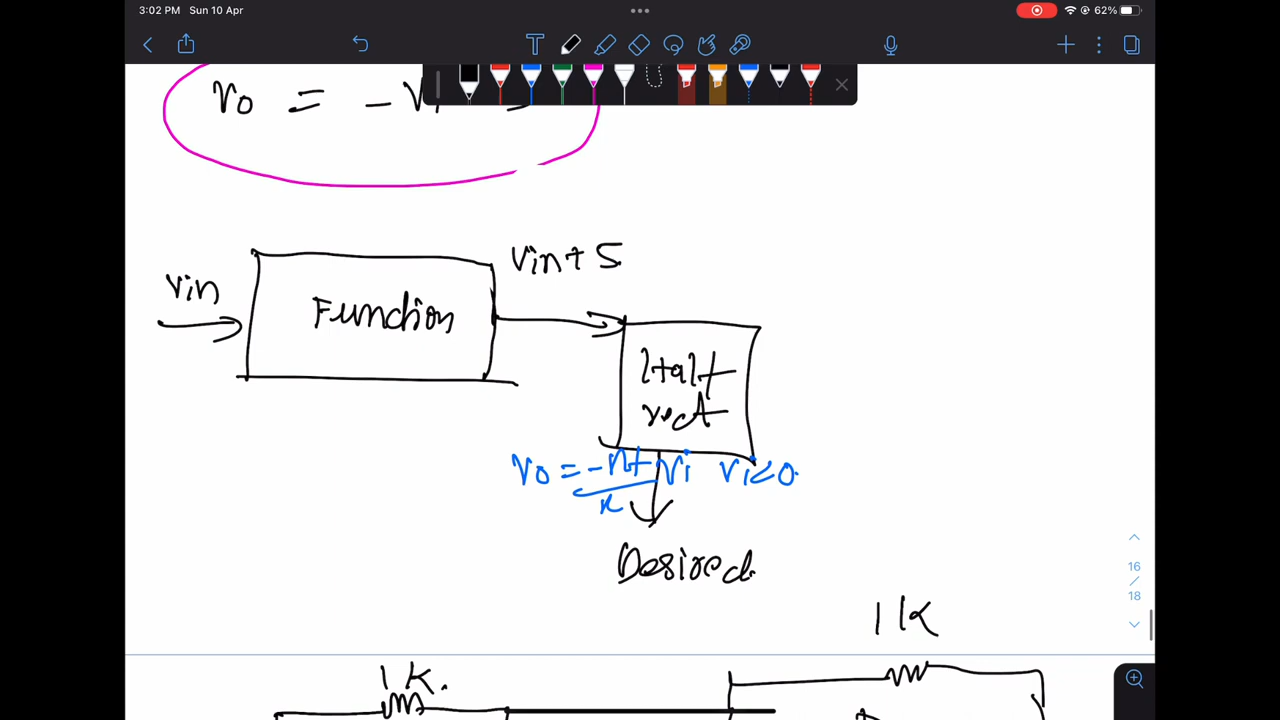 3:02 PM Sun 10 Apr
62%
vo = -vi
vin
Function
vin + 5
Half
rect
vo = -n+ vi vi<0
n
Desired
16
/
18
1K
1K.